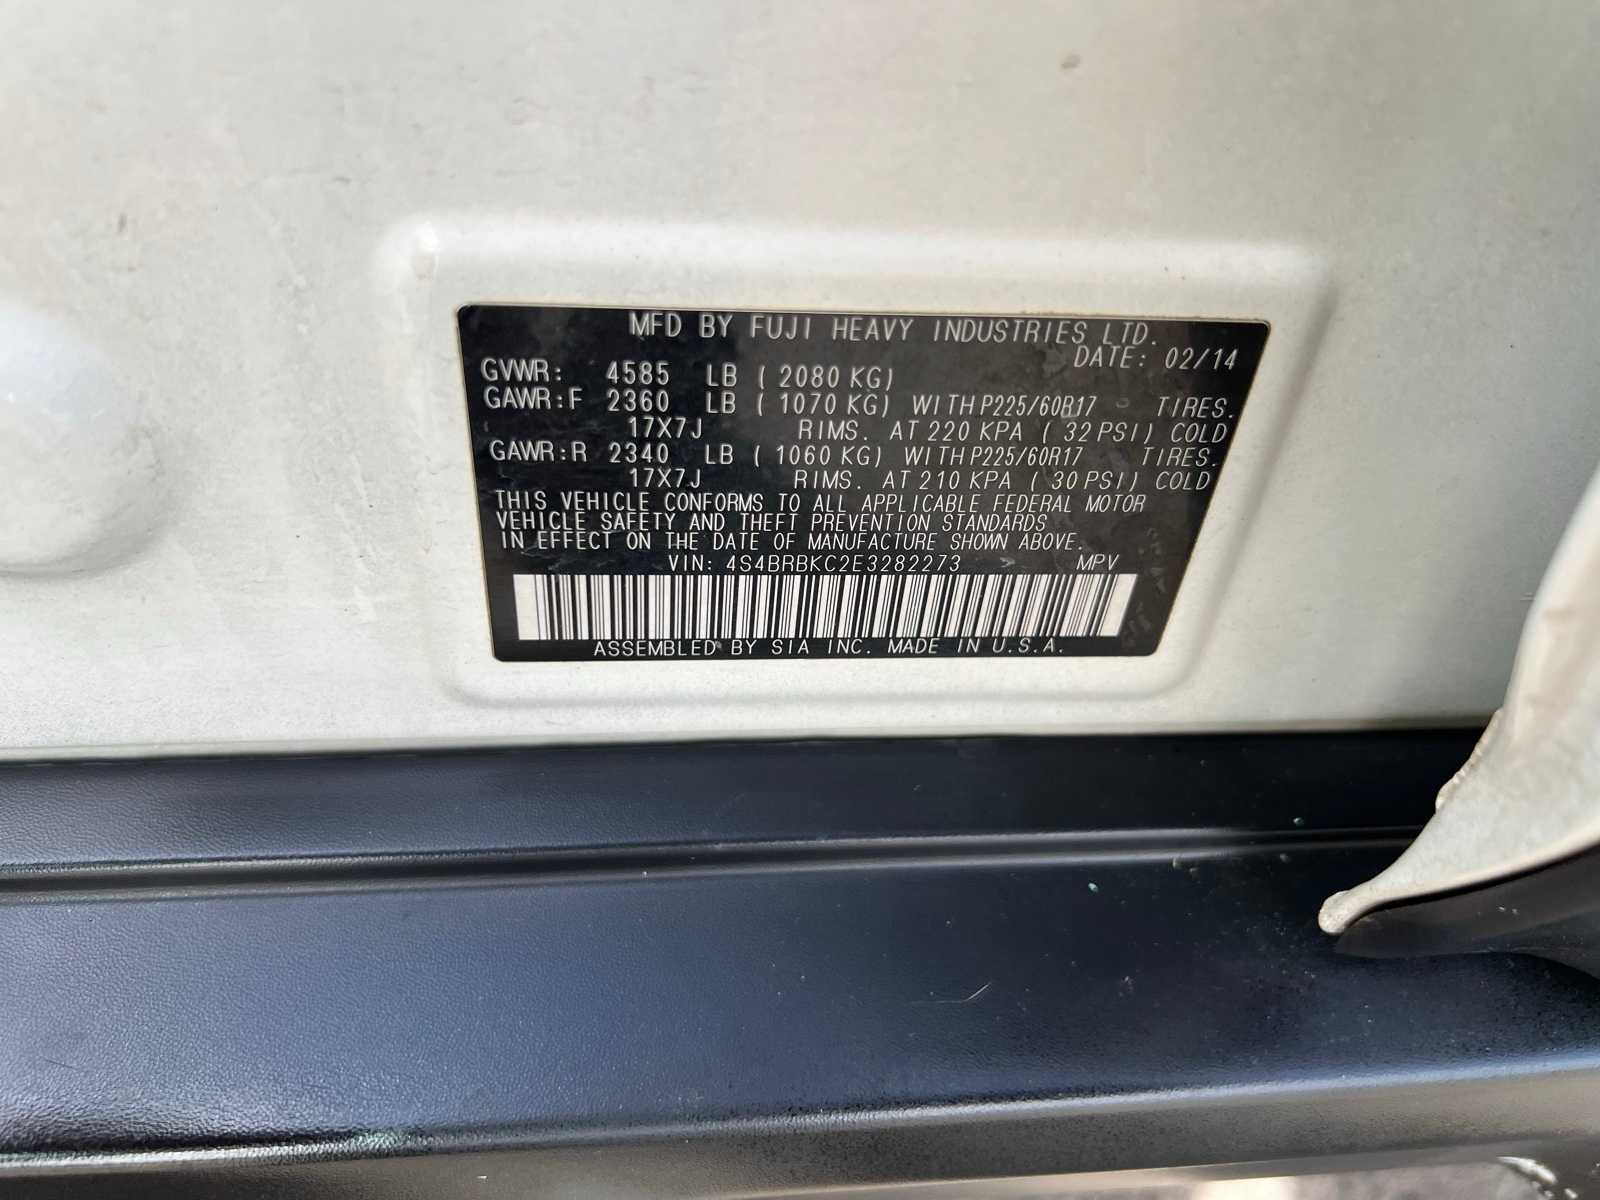 MFD BY FUJI HEAVY INDUSTRIES LTD.
DATE: 02/14
GVWR: 4585 LB ( 2080 KG)
GAWR:F 2360 LB ( 1070 KG) WITH P225/60R17 TIRES.
17X7J RIMS. AT 220 KPA ( 32 PSI) COLD
GAWR:R 2340 LB ( 1060 KG) WITH P225/60R17 TIRES.
17X7J RIMS. AT 210 KPA ( 30 PSI) COLD
THIS VEHICLE CONFORMS TO ALL APPLICABLE FEDERAL MOTOR
VEHICLE SAFETY AND THEFT PREVENTION STANDARDS
IN EFFECT ON THE DATE OF MANUFACTURE SHOWN ABOVE.
VIN: 4S4BRBKC2E3282273 MPV
ASSEMBLED BY SIA INC. MADE IN U.S.A.